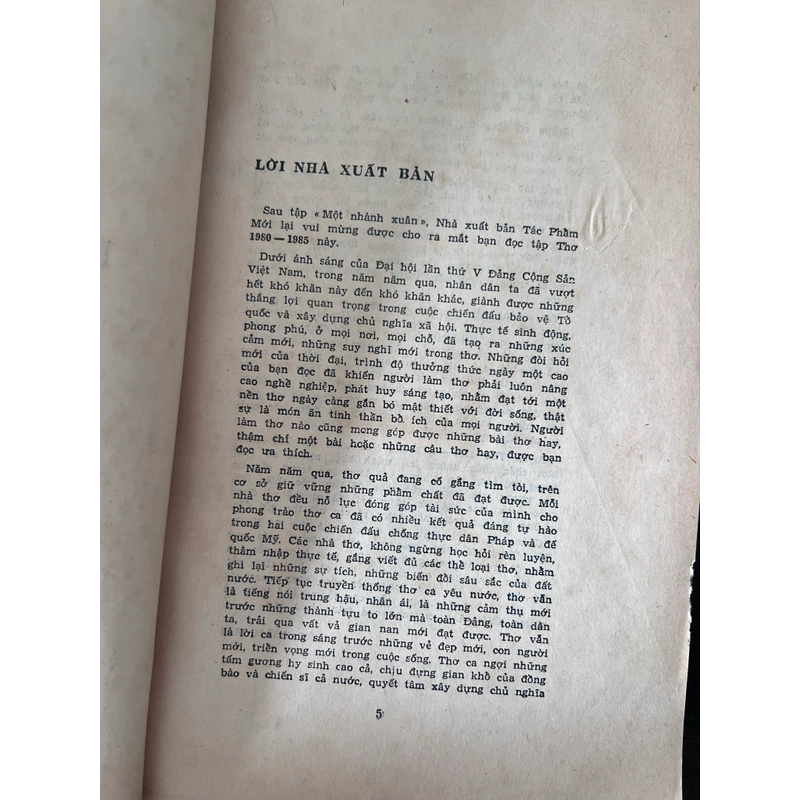 LỜI NHÀ XUẤT BẢN
Sau tập «Một nhành xuân», Nhà xuất bản Tác Phẩm
Mới lại vui mừng được cho ra mắt bạn đọc tập Thơ
1980 — 1985 này.
Dưới ánh sáng của Đại hội lần thứ V Đảng Cộng Sản
Việt Nam, trong năm năm qua, nhân dân ta đã vượt
hết khó khăn này đến khó khăn khác, giành được những
thắng lợi quan trọng trong cuộc chiến đấu bảo vệ Tổ
quốc và xây dựng chủ nghĩa xã hội. Thực tế sinh động,
phong phú, ở mọi nơi, mọi chỗ, đã tạo ra những xúc
cảm mới, những suy nghĩ mới trong thơ. Những đòi hỏi
mới của thời đại, trình độ thưởng thức ngày một cao
của bạn đọc đã khiến người làm thơ phải luôn nâng
cao nghề nghiệp, phát huy sáng tạo, nhằm đạt tới một
nền thơ ngày càng gắn bó mật thiết với đời sống, thật
sự là món ăn tinh thần bổ ích của mọi người. Người
làm thơ nào cũng mong góp được những bài thơ hay,
thậm chí một bài hoặc những câu thơ hay, được bạn
đọc ưa thích.
Năm năm qua, thơ quả đang cố gắng tìm tòi, trên
cơ sở giữ vững những phẩm chất đã đạt được. Mỗi
nhà thơ đều nỗ lực đóng góp tài sức của mình cho
phong trào thơ ca đã có nhiều kết quả đáng tự hào
trong hai cuộc chiến đấu chống thực dân Pháp và đế
quốc Mỹ. Các nhà thơ, không ngừng học hỏi rèn luyện,
thâm nhập thực tế, gắng viết đủ các thể loại thơ, nhằm
ghi lại những sự tích, những biến đổi sâu sắc của đất
nước. Tiếp tục truyền thống thơ ca yêu nước, thơ vẫn
là tiếng nói trung hậu, nhân ái, là những cảm thụ mới
trước những thành tựu to lớn mà toàn Đảng, toàn dân
ta, trải qua vất vả gian nan mới đạt được. Thơ vẫn
là lời ca trong sáng trước những vẻ đẹp mới, con người
mới, triển vọng mới trong cuộc sống. Thơ ca ngợi những
tấm gương hy sinh cao cả, chịu đựng gian khổ của đồng
bào và chiến sĩ cả nước, quyết tâm xây dựng chủ nghĩa
5